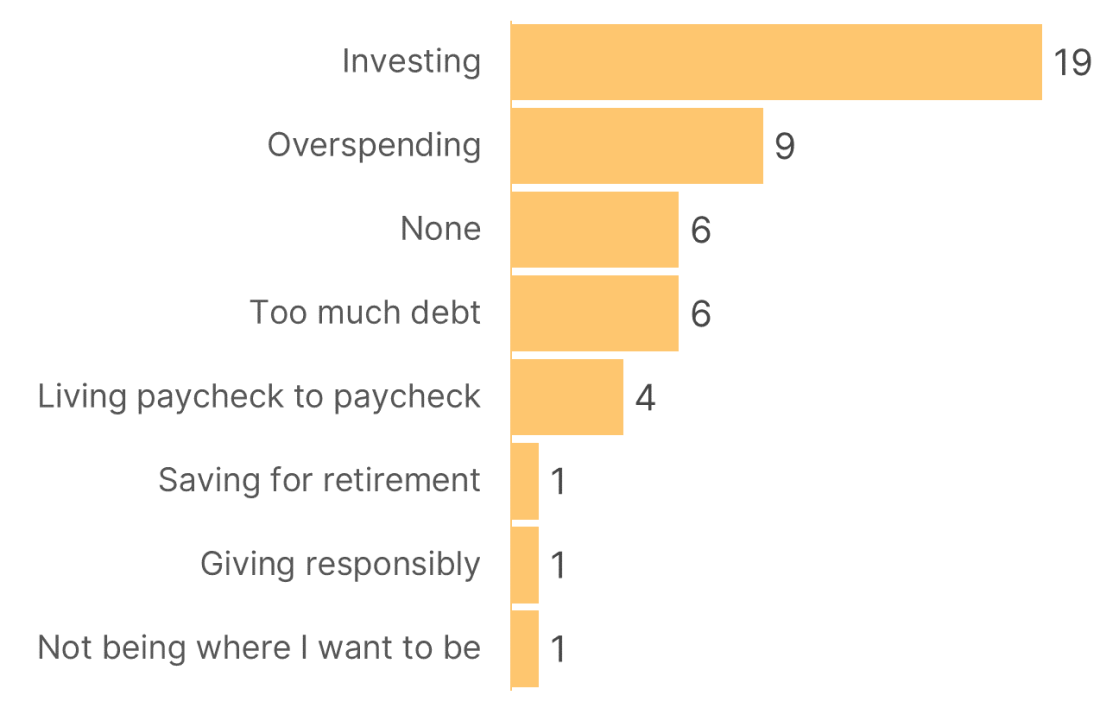 Investing 19
Overspending 9
None 6
Too much debt 6
Living paycheck to paycheck 4
Saving for retirement 1
Giving responsibly 1
Not being where I want to be 1